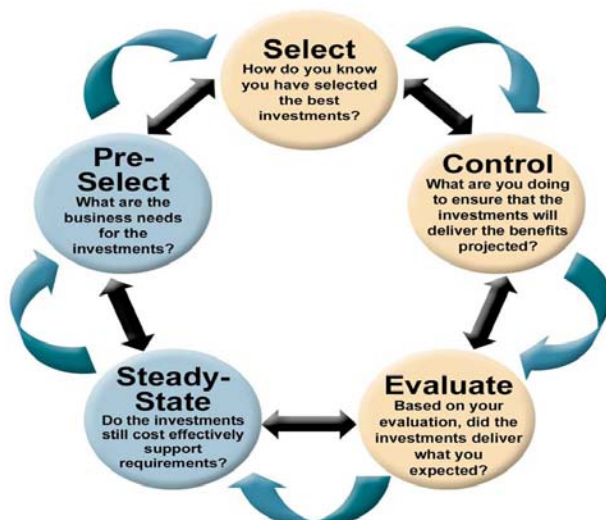 Select
How do you know
you have selected
the best
investments?
Control
What are you doing
to ensure that the
investments will
deliver the benefits
projected?
Evaluate
Based on your
evaluation, did the
investments deliver
what you
expected?
Steady-
State
Do the investments
still cost effectively
support
requirements?
Pre-
Select
What are the
business needs
for the
investments?